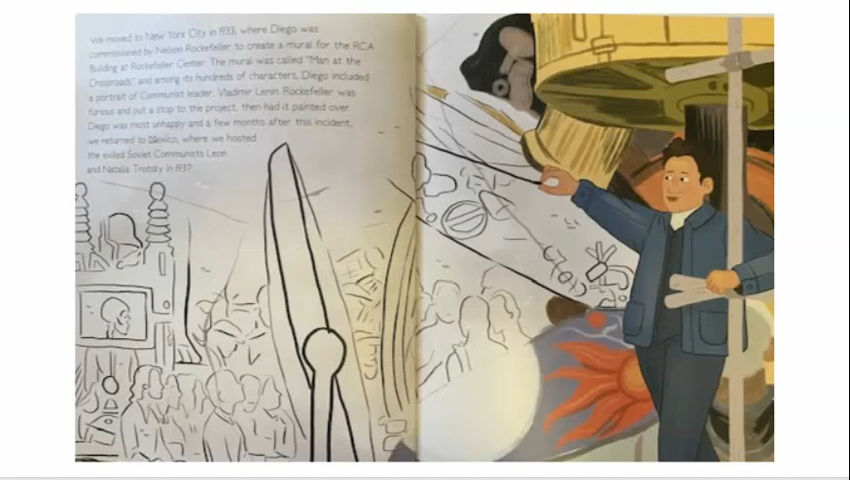 We moved to New York City in 1933, where Diego was
commissioned by Nelson Rockefeller to create a mural for the RCA
Building at Rockefeller Center. The mural was called "Man at the
Crossroads" and among its hundreds of characters, Diego included
a portrait of Communist leader, Vladmir Lenin. Rockefeller was
furious and put a stop to the project, then had it painted over.
Diego was most unhappy and a few months after this incident,
we returned to Mexico, where we hosted
the exiled Soviet Communists Leon
and Natalia Trotsky in 1937.